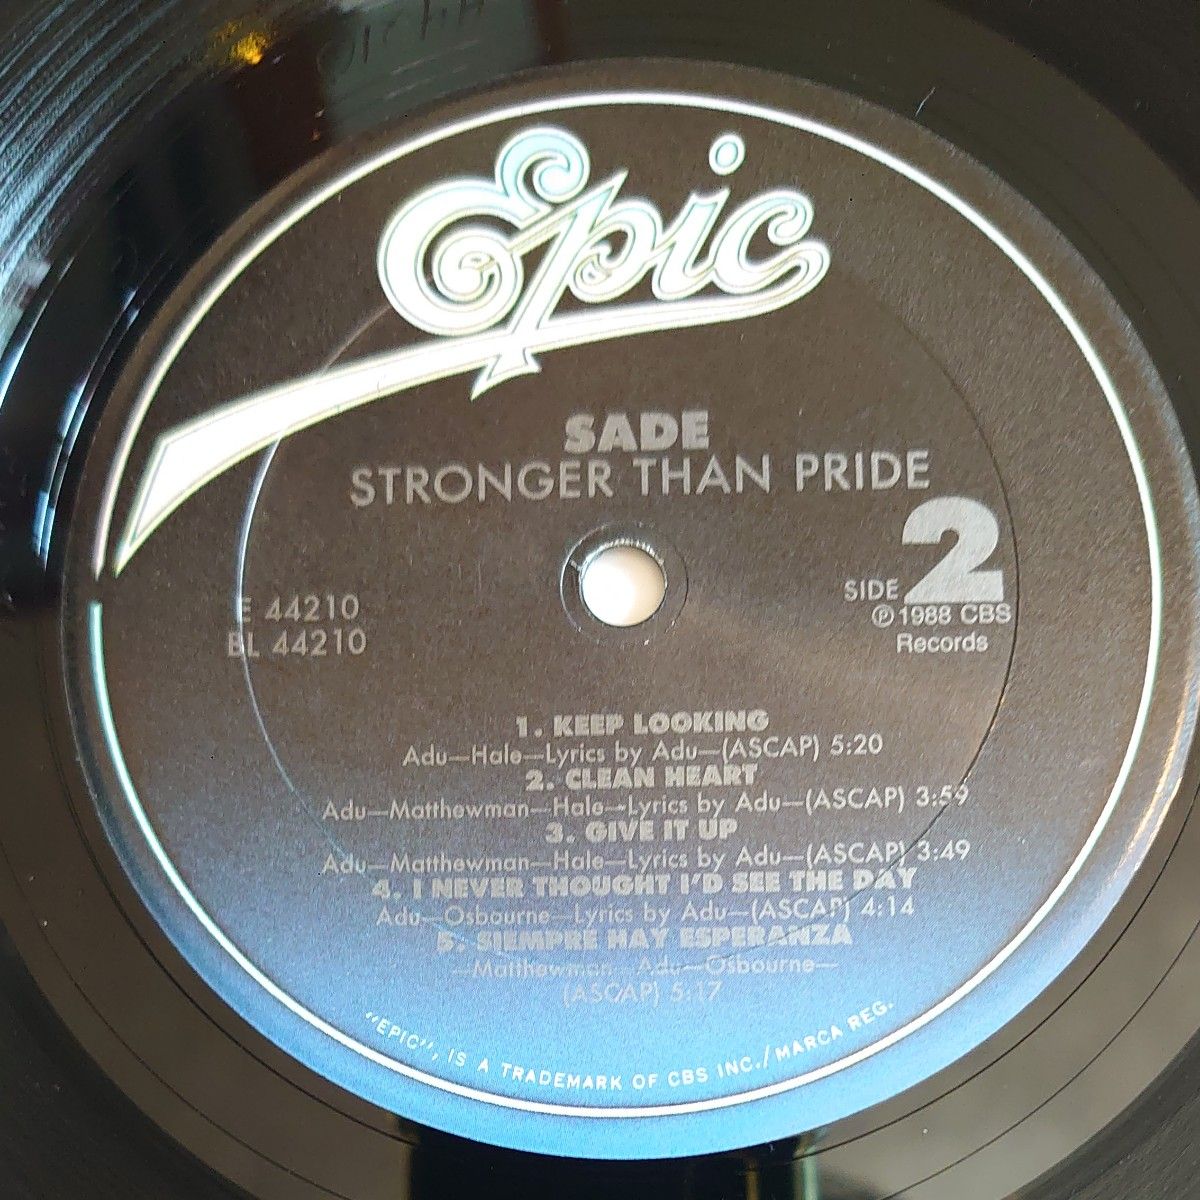 Epic
SADE
STRONGER THAN PRIDE
E 44210
BL 44210
SIDE 2
Ⓟ1988 CBS
Records
1. KEEP LOOKING
Adu—Hale—Lyrics by Adu—(ASCAP) 5:20
2. CLEAN HEART
Adu—Matthewman—Hale—Lyrics by Adu—(ASCAP) 3:59
3. GIVE IT UP
Adu—Matthewman—Hale—Lyrics by Adu—(ASCAP) 3:49
4. I NEVER THOUGHT I'D SEE THE DAY
Adu—Osbourne—Lyrics by Adu—(ASCAP) 4:14
5. SIEMPRE HAY ESPERANZA
—Matthewman—Adu—Osbourne—
(ASCAP) 5:17
"EPIC", IS A TRADEMARK OF CBS INC./MARCA REG.